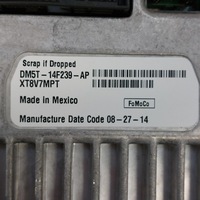 Scrap if Dropped
DM5T-14F239-AP
XT8V7MPT
Made in Mexico
FoMoCo
Manufacture Date Code 08-27-14